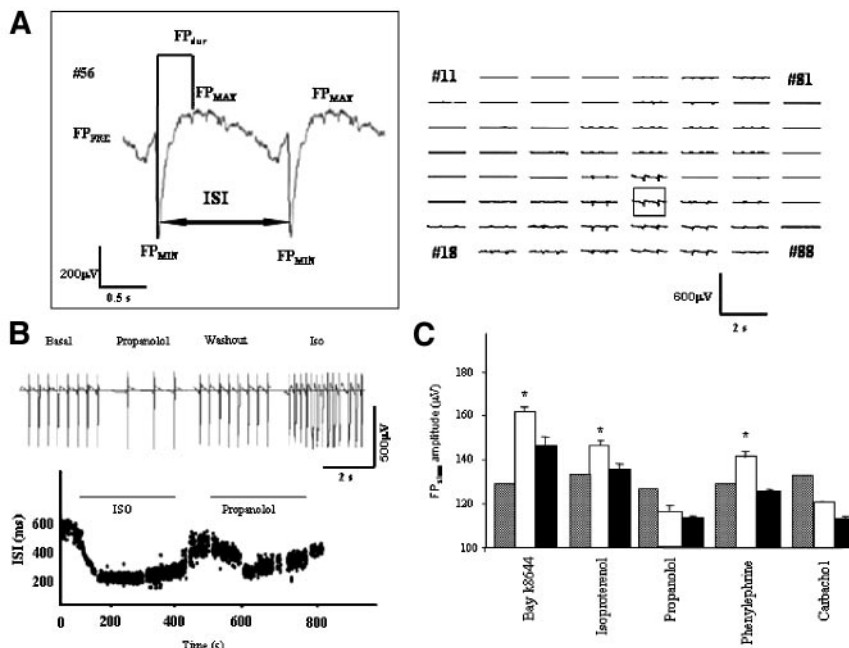 A
#56
FPdur
FPMAX
FPMAX
FPPRE
ISI
FPMIN
FPMIN
200µV
0.5 s
#11
#81
#18
#88
600µV
2 s
B
Basal
Propanolol
Washout
Iso
500µV
2 s
ISO
Propanolol
ISI (ms)
600
400
200
0
200
400
600
800
Time (s)
C
amplitude (µV)
180
160
140
120
100
*
*
*
Bay k8644
Isoproterenol
Propanolol
Phenylephrine
Carbachol